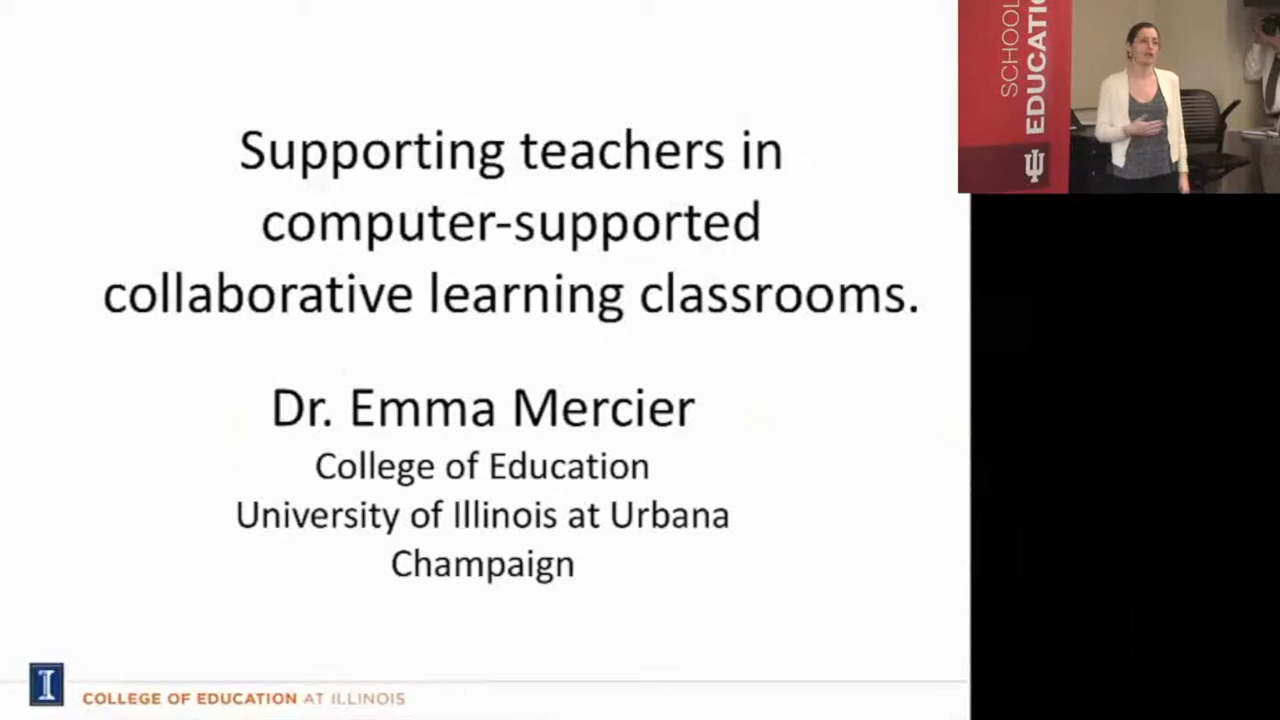 Supporting teachers in
computer-supported
collaborative learning classrooms.
Dr. Emma Mercier
College of Education
University of Illinois at Urbana
Champaign
I
COLLEGE OF EDUCATION AT ILLINOIS
SCHOOL
EDUCATI